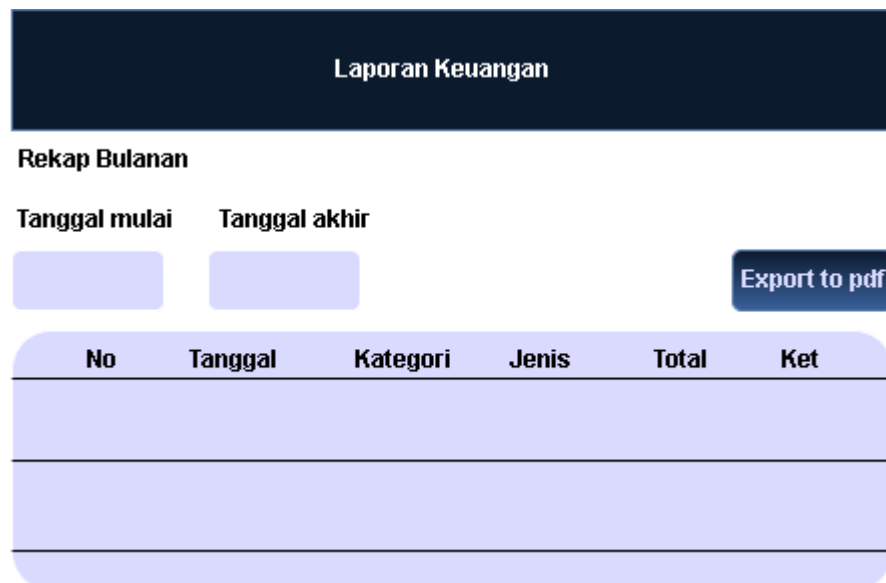 Laporan Keuangan
Rekap Bulanan
Tanggal mulai Tanggal akhir
Export to pdf
No Tanggal Kategori Jenis Total Ket